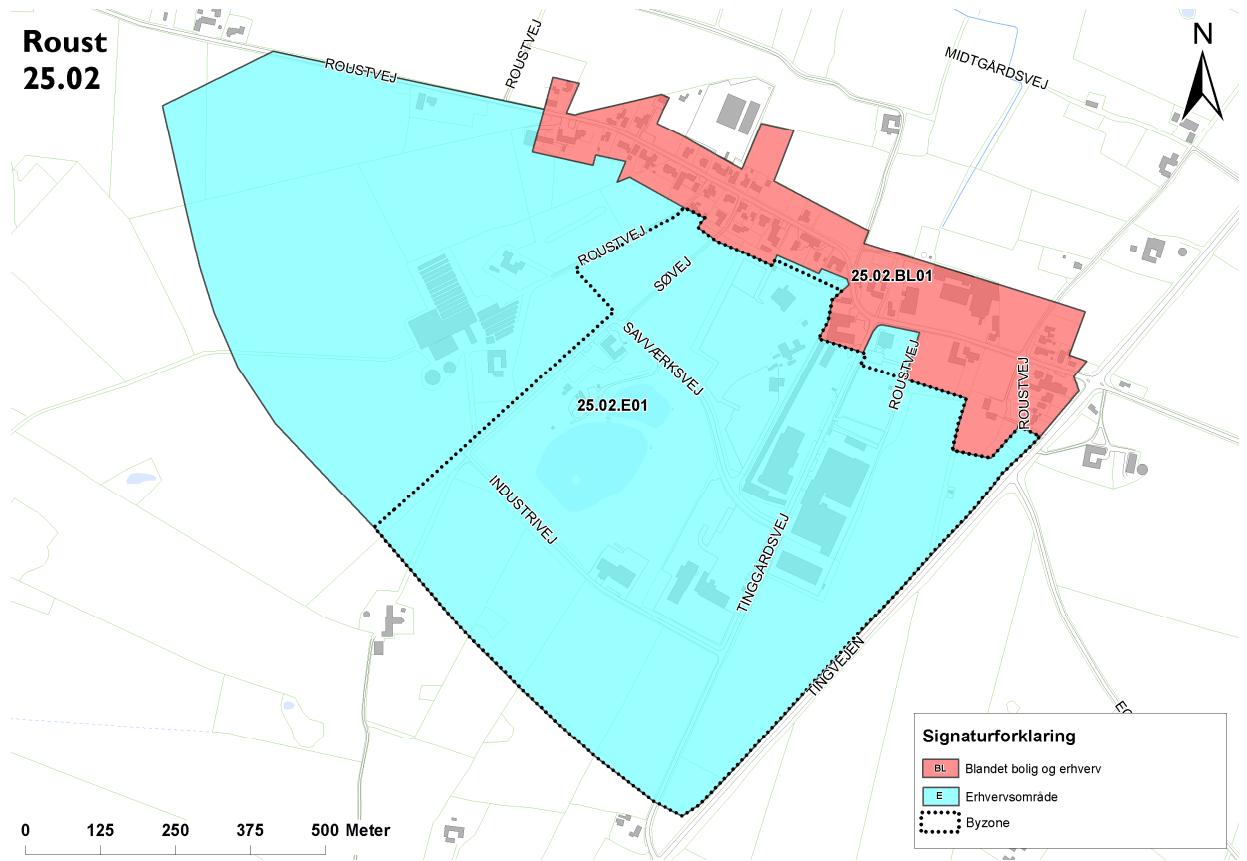 Roust
25.02
N
ROUSTVEJ
ROUSTVEJ
MIDTGÅRDSVEJ
ROUSTVEJ
SØVEJ
25.02.BL01
SAVVÆRKSVEJ
ROUSTVEJ
ROUSTVEJ
25.02.E01
INDUSTRIVEJ
TINGGÅRDSVEJ
TINGVEJEN
Signaturforklaring
BL Blandet bolig og erhverv
E Erhvervsområde
Byzone
0 125 250 375 500 Meter